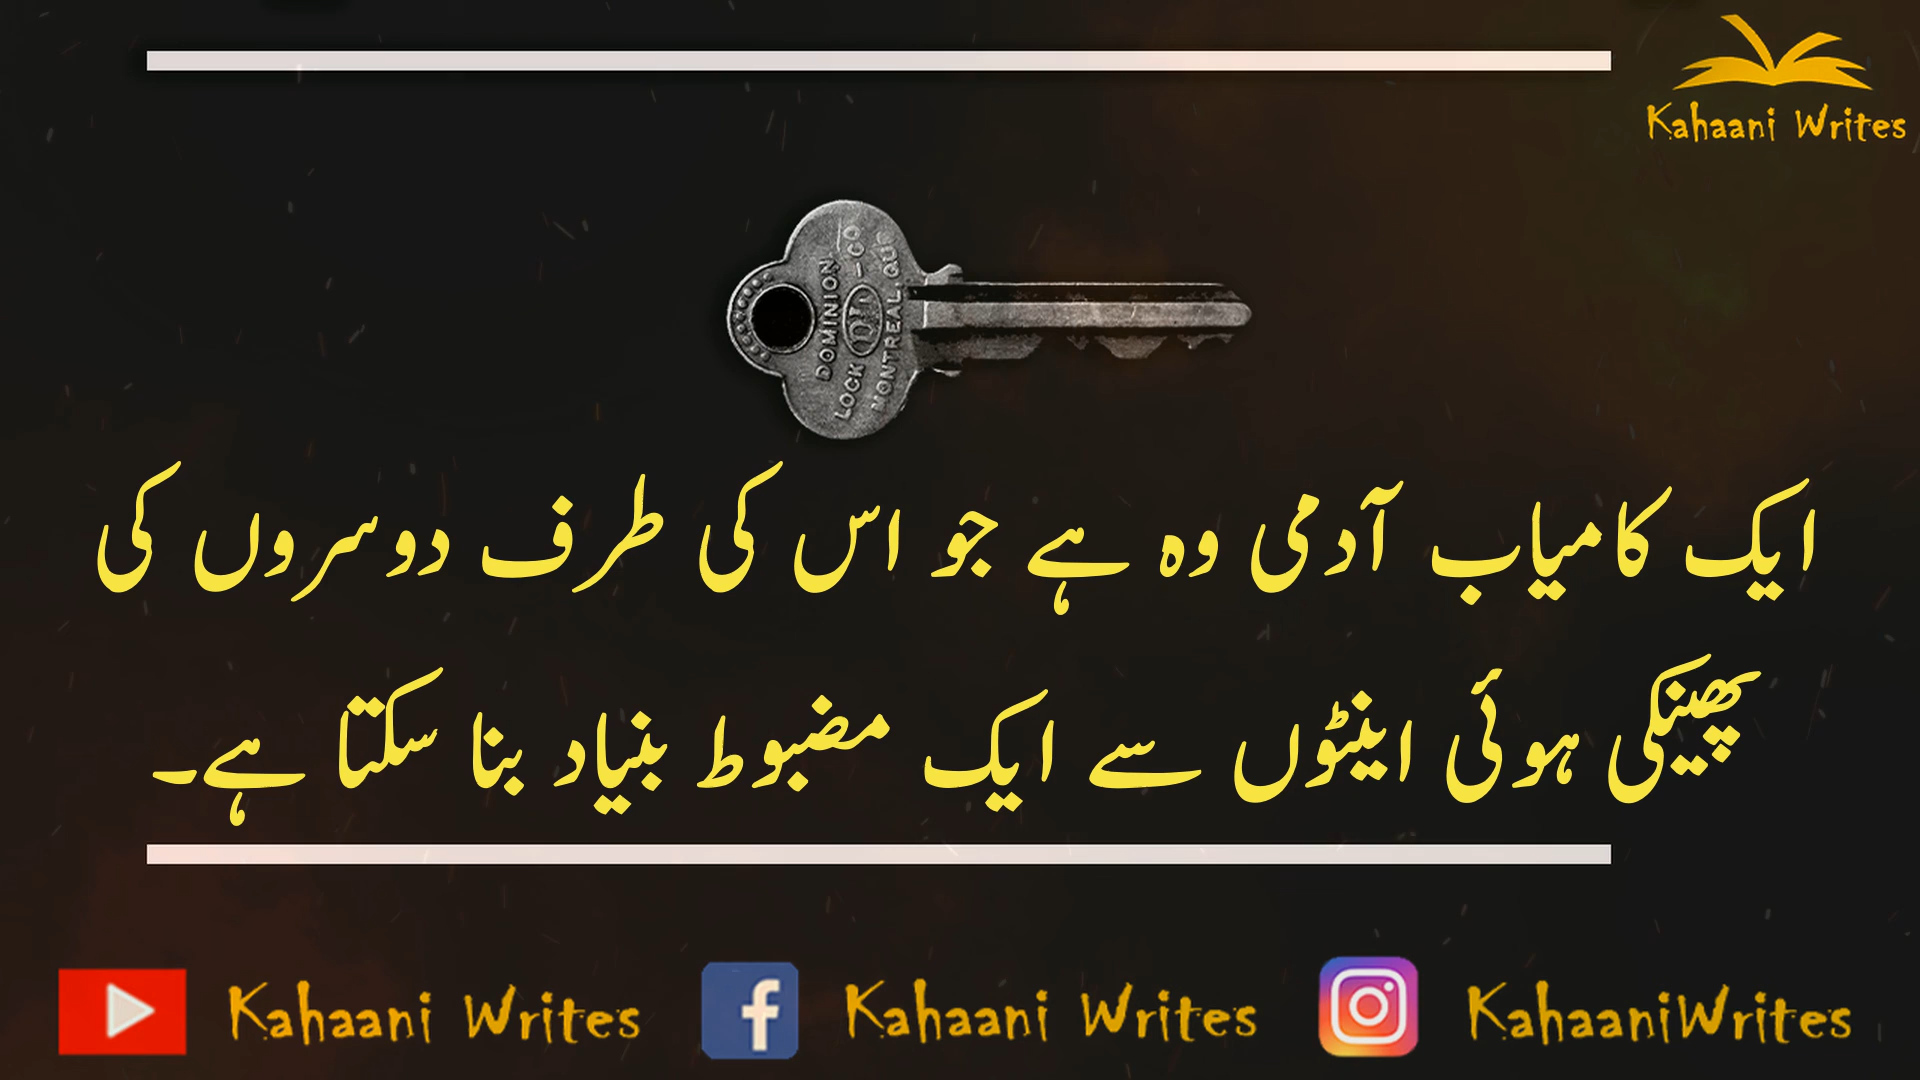 Kahaani Writes
DOMINION
LOCK - CO
MONTREAL, QUE
ایک کامیاب آدمی وہ ہے جو اس کی طرف دوسروں کی
پھینکی ہوئی اینٹوں سے ایک مضبوط بنیاد بنا سکتا ہے۔
Kahaani Writes
Kahaani Writes
KahaaniWrites